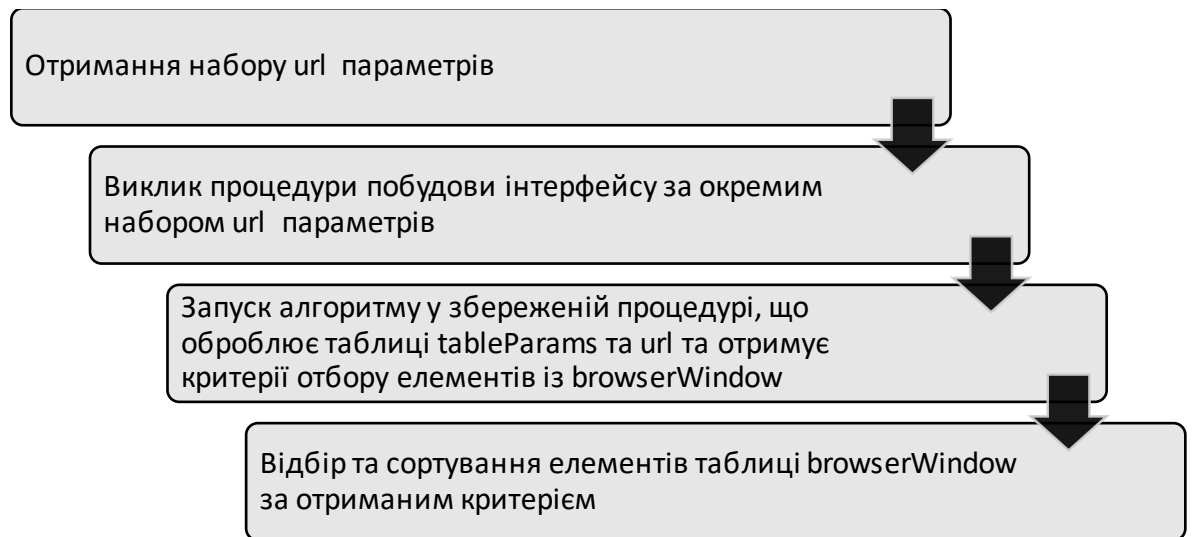 Отримання набору url параметрів
Виклик процедури побудови інтерфейсу за окремим
набором url параметрів
Запуск алгоритму у збереженій процедурі, що
оброблює таблиці tableParams та url та отримує
критерії отбору елементів із browserWindow
Відбір та сортування елементів таблиці browserWindow
за отриманим критерієм